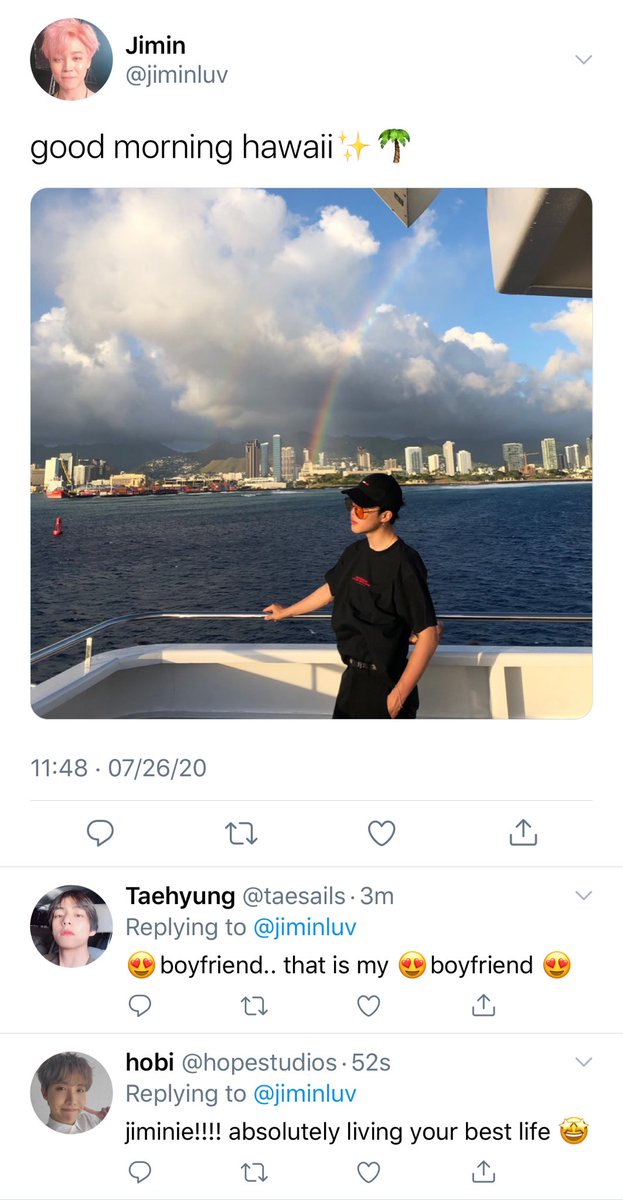 Jimin
@jiminluv
good morning hawaii✨🌴
11:48 · 07/26/20
Taehyung @taesails · 3m
Replying to @jiminluv
😍boyfriend.. that is my 😍boyfriend 😍
hobi @hopestudios · 52s
Replying to @jiminluv
jiminie!!!! absolutely living your best life 🤩